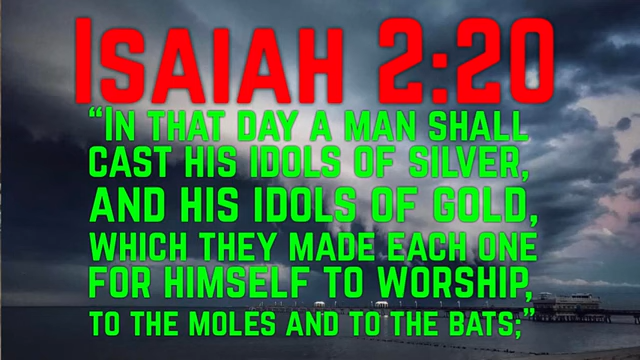 Isaiah 2:20
“In that day a man shall
cast his idols of silver,
and his idols of gold,
which they made each one
for himself to worship,
to the moles and to the bats;”